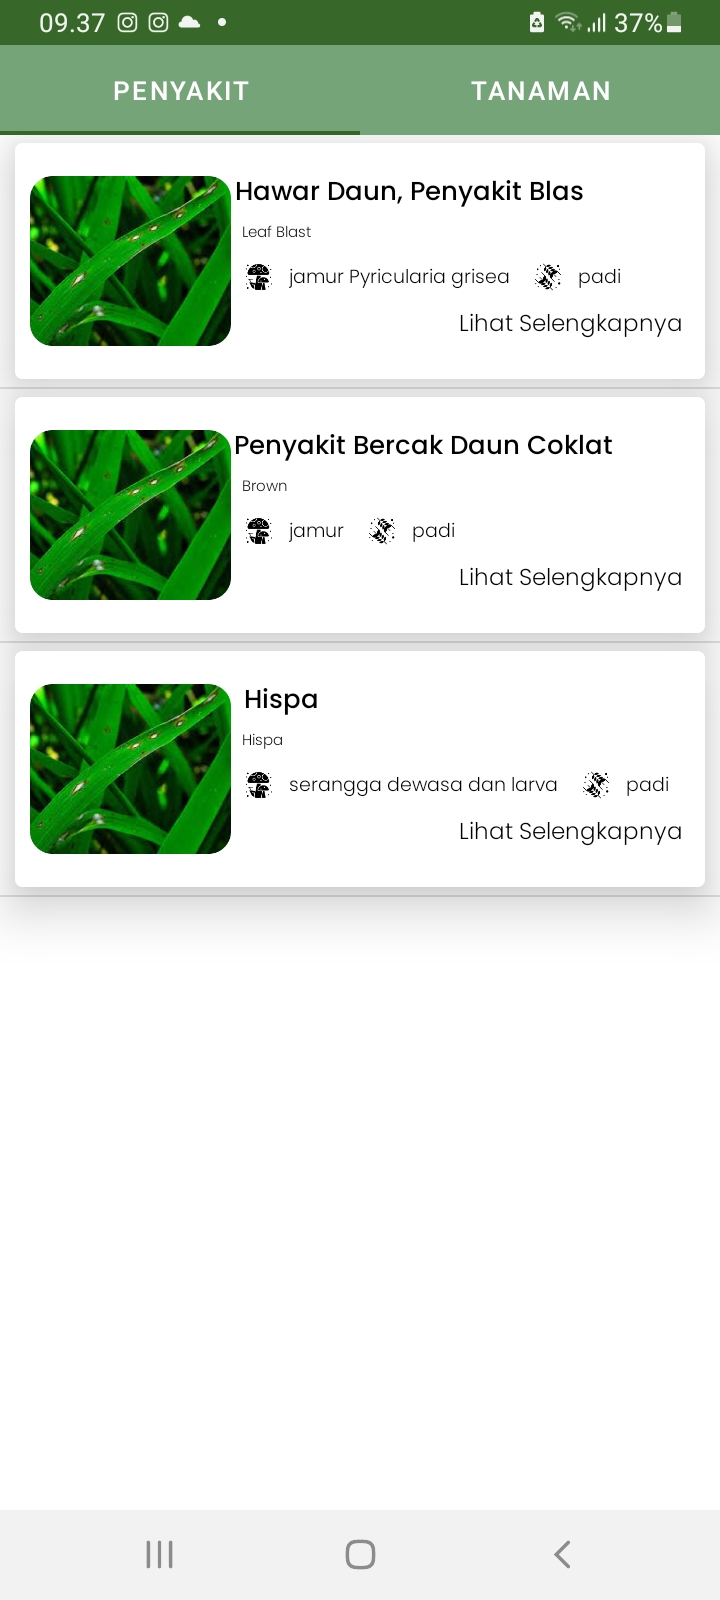 09.37
37%
PENYAKIT
TANAMAN
Hawar Daun, Penyakit Blas
Leaf Blast
jamur Pyricularia grisea
padi
Lihat Selengkapnya
Penyakit Bercak Daun Coklat
Brown
jamur
padi
Lihat Selengkapnya
Hispa
Hispa
serangga dewasa dan larva
padi
Lihat Selengkapnya